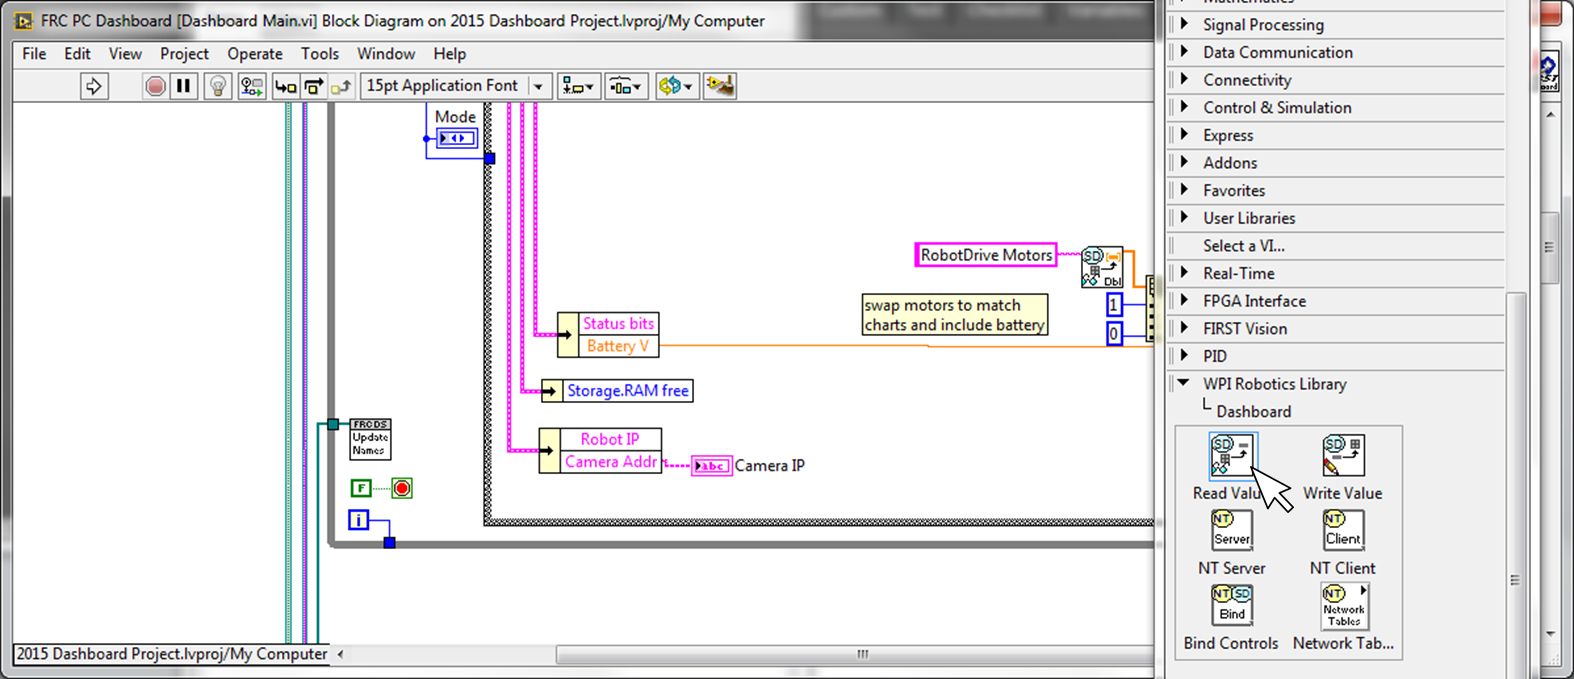 FRC PC Dashboard [Dashboard Main.vi] Block Diagram on 2015 Dashboard Project.lvproj/My Computer
File Edit View Project Operate Tools Window Help
15pt Application Font
Mode
RobotDrive Motors
SD
Dbl
swap motors to match
charts and include battery
1
0
Status bits
Battery V
Storage.RAM free
Robot IP
Camera Addr
abc
Camera IP
FRC DS
Update
Names
F
i
2015 Dashboard Project.lvproj/My Computer
Mathematics
Signal Processing
Data Communication
Connectivity
Control & Simulation
Express
Addons
Favorites
User Libraries
Select a VI...
Real-Time
FPGA Interface
FIRST Vision
PID
WPI Robotics Library
Dashboard
SD
SD
Read Valu
Write Value
NT
Server
NT
Client
NT Server
NT Client
NT SD
Bind
NT
Network
Tables
Bind Controls
Network Tab...